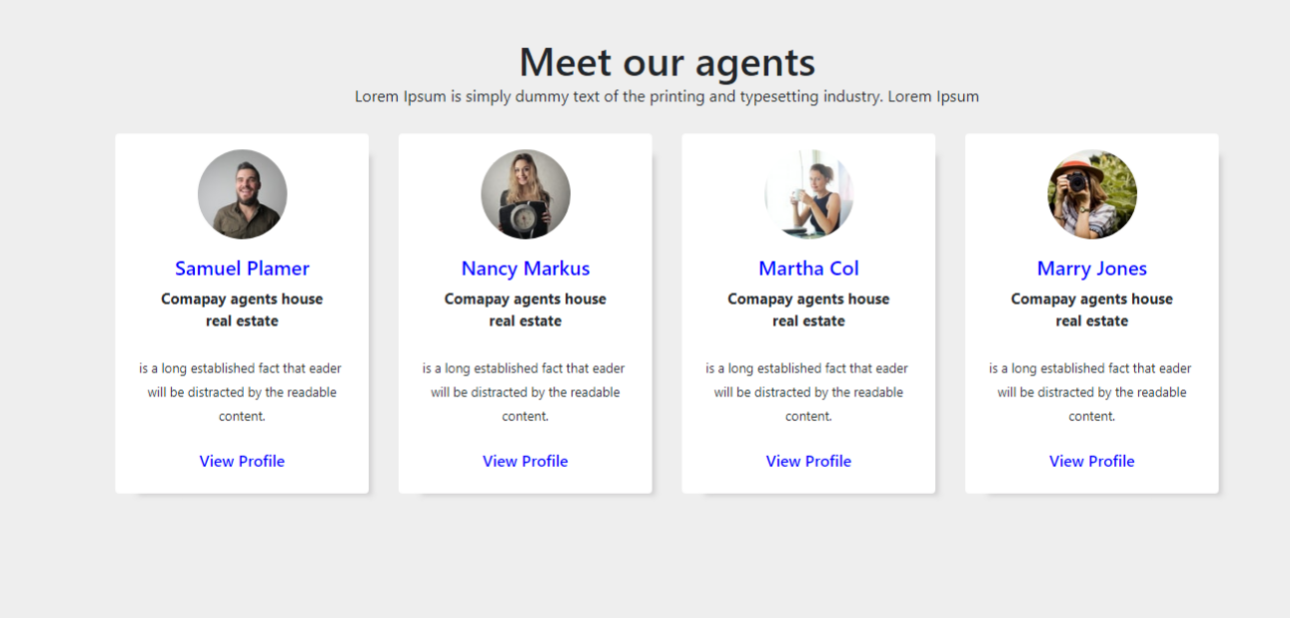 Meet our agents
Lorem Ipsum is simply dummy text of the printing and typesetting industry. Lorem Ipsum
Samuel Plamer
Comapay agents house
real estate
is a long established fact that eader
will be distracted by the readable
content.
View Profile
Nancy Markus
Comapay agents house
real estate
is a long established fact that eader
will be distracted by the readable
content.
View Profile
Martha Col
Comapay agents house
real estate
is a long established fact that eader
will be distracted by the readable
content.
View Profile
Marry Jones
Comapay agents house
real estate
is a long established fact that eader
will be distracted by the readable
content.
View Profile